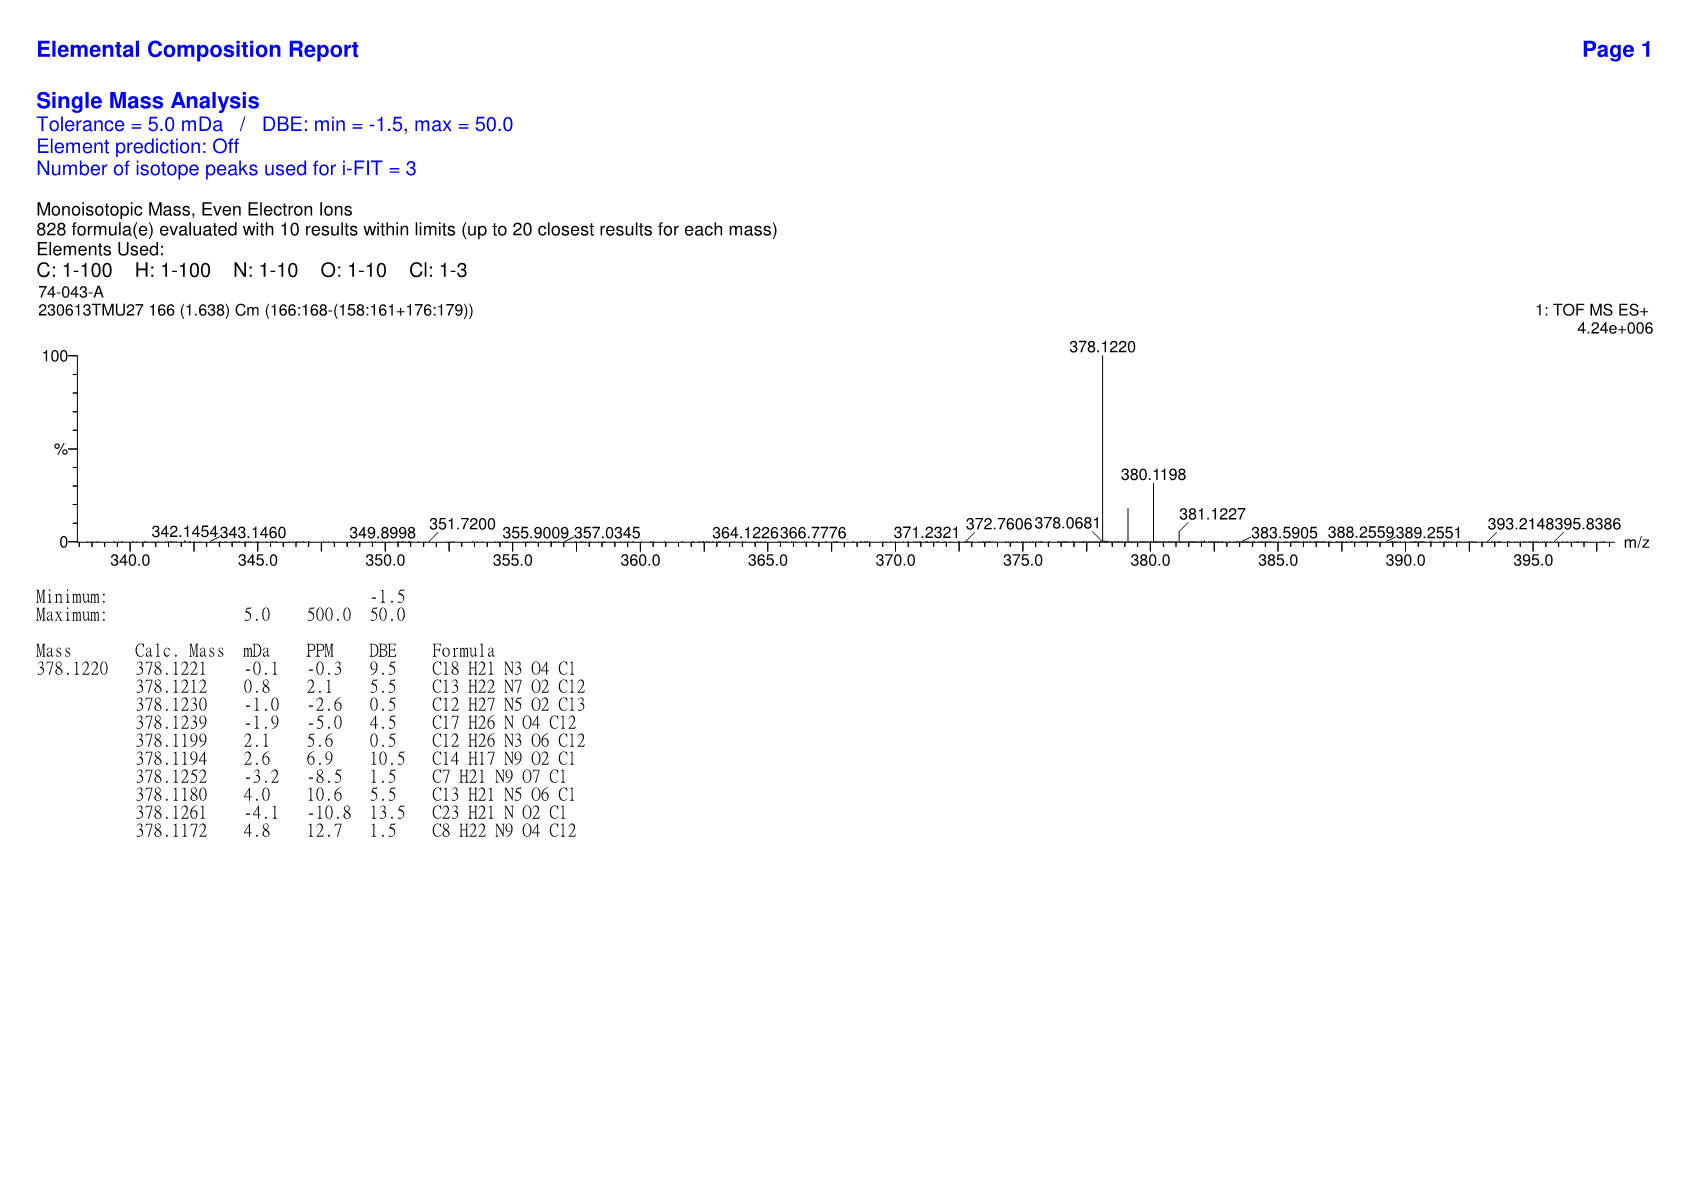 Elemental Composition Report Page 1
Single Mass Analysis
Tolerance = 5.0 mDa / DBE: min = -1.5, max = 50.0
Element prediction: Off
Number of isotope peaks used for i-FIT = 3
Monoisotopic Mass, Even Electron Ions
828 formula(e) evaluated with 10 results within limits (up to 20 closest results for each mass)
Elements Used:
C: 1-100 H: 1-100 N: 1-10 O: 1-10 Cl: 1-3
74-043-A
230613TMU27 166 (1.638) Cm (166:168-(158:161+176:179)) 1: TOF MS ES+
4.24e+006
378.1220
100
%
380.1198
381.1227
342.1454 343.1460 349.8998 351.7200 355.9009 357.0345 364.1226 366.7776 371.2321 372.7606 378.0681 383.5905 388.2559 389.2551 393.2148 395.8386
0 m/z
340.0 345.0 350.0 355.0 360.0 365.0 370.0 375.0 380.0 385.0 390.0 395.0
Minimum: -1.5
Maximum: 5.0 500.0 50.0
Mass Calc. Mass mDa PPM DBE Formula
378.1220 378.1221 -0.1 -0.3 9.5 C18 H21 N3 O4 Cl
378.1212 0.8 2.1 5.5 C13 H22 N7 O2 Cl2
378.1230 -1.0 -2.6 0.5 C12 H27 N5 O2 Cl3
378.1239 -1.9 -5.0 4.5 C17 H26 N O4 Cl2
378.1199 2.1 5.6 0.5 C12 H26 N3 O6 Cl2
378.1194 2.6 6.9 10.5 C14 H17 N9 O2 Cl
378.1252 -3.2 -8.5 1.5 C7 H21 N9 O7 Cl
378.1180 4.0 10.6 5.5 C13 H21 N5 O6 Cl
378.1261 -4.1 -10.8 13.5 C23 H21 N O2 Cl
378.1172 4.8 12.7 1.5 C8 H22 N9 O4 Cl2